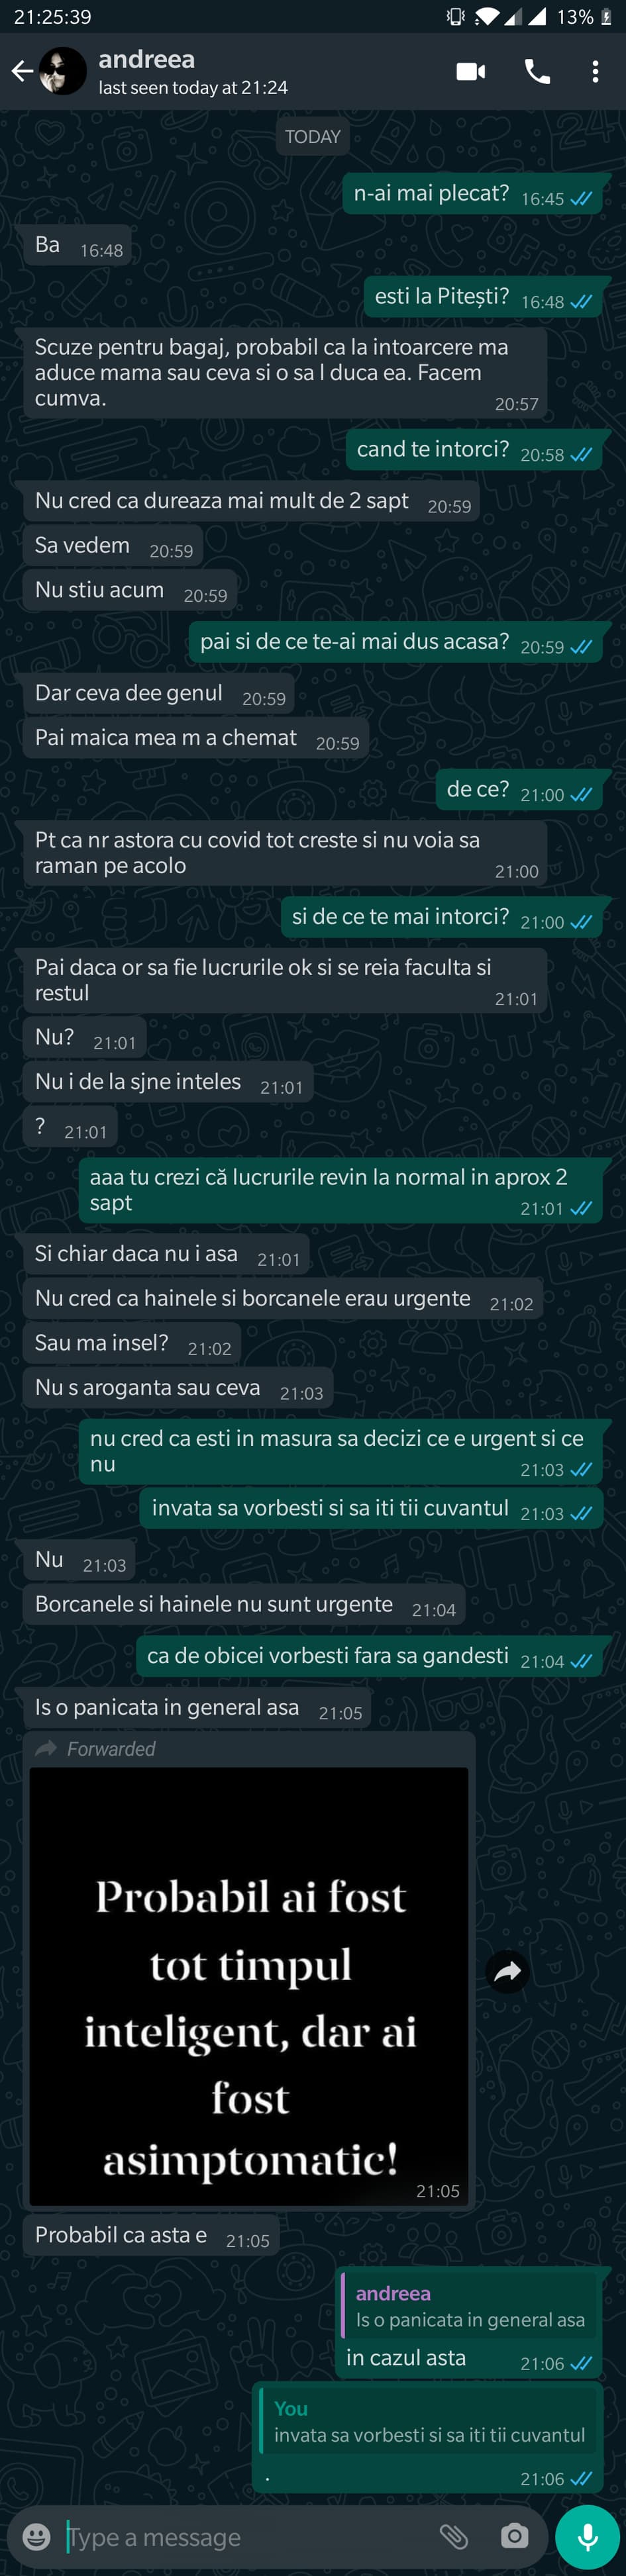 21:25:39
13%
andreea
last seen today at 21:24
TODAY
n-ai mai plecat? 16:45
Ba 16:48
esti la Pitești? 16:48
Scuze pentru bagaj, probabil ca la intoarcere ma
aduce mama sau ceva si o sa l duca ea. Facem
cumva. 20:57
cand te intorci? 20:58
Nu cred ca dureaza mai mult de 2 sapt 20:59
Sa vedem 20:59
Nu stiu acum 20:59
pai si de ce te-ai mai dus acasa? 20:59
Dar ceva dee genul 20:59
Pai maica mea m a chemat 20:59
de ce? 21:00
Pt ca nr astora cu covid tot creste si nu voia sa
raman pe acolo 21:00
si de ce te mai intorci? 21:00
Pai daca or sa fie lucrurile ok si se reia faculta si
restul 21:01
Nu? 21:01
Nu i de la sjne inteles 21:01
? 21:01
aaa tu crezi că lucrurile revin la normal in aprox 2
sapt 21:01
Si chiar daca nu i asa 21:01
Nu cred ca hainele si borcanele erau urgente 21:02
Sau ma insel? 21:02
Nu s aroganta sau ceva 21:03
nu cred ca esti in masura sa decizi ce e urgent si ce
nu 21:03
invata sa vorbesti si sa iti tii cuvantul 21:03
Nu 21:03
Borcanele si hainele nu sunt urgente 21:04
ca de obicei vorbesti fara sa gandesti 21:04
Is o panicata in general asa 21:05
Forwarded
Probabil ai fost
tot timpul
inteligent, dar ai
fost
asimptomatic!
21:05
Probabil ca asta e 21:05
andreea
Is o panicata in general asa
in cazul asta 21:06
You
invata sa vorbesti si sa iti tii cuvantul
. 21:06
Type a message